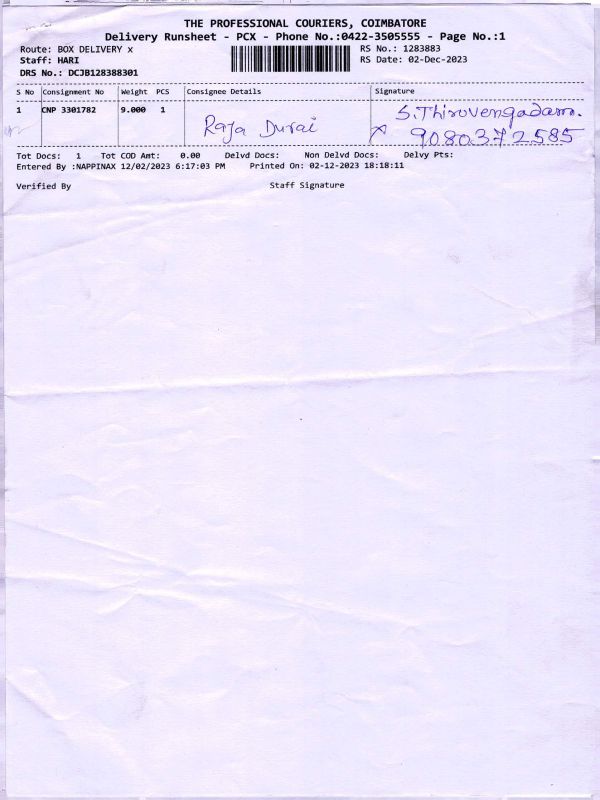 THE PROFESSIONAL COURIERS, COIMBATORE
Delivery Runsheet - PCX - Phone No.:0422-3505555 - Page No.:1
Route: BOX DELIVERY x RS No.: 1283883
Staff: HARI RS Date: 02-Dec-2023
DRS No.: DCJB128388301
S No Consignment No Weight PCS Consignee Details Signature
1 CNP 3301782 9.000 1 Raja Durai S.Thiruvengadam.
9080372585
Tot Docs: 1 Tot COD Amt: 0.00 Delvd Docs: Non Delvd Docs: Delvy Pts:
Entered By :NAPPINAX 12/02/2023 6:17:03 PM Printed On: 02-12-2023 18:18:11
Verified By Staff Signature